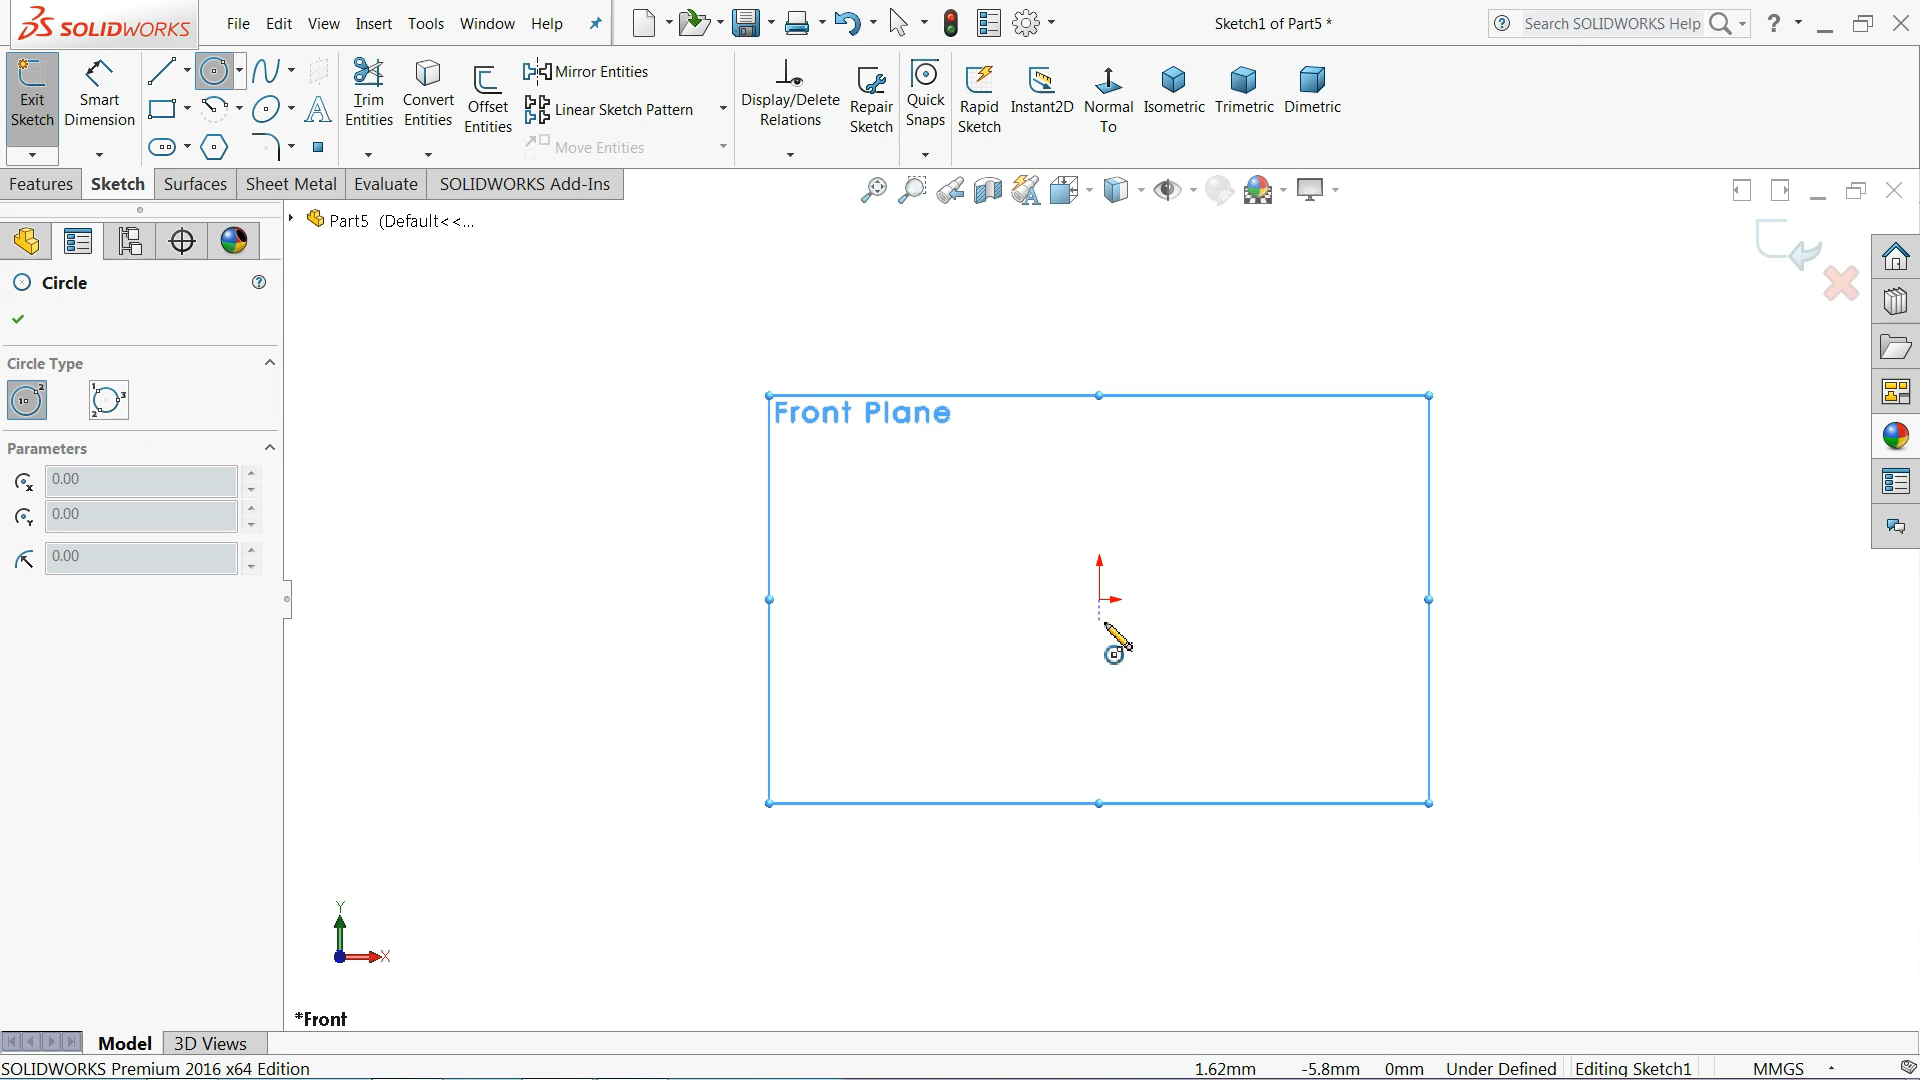 SOLIDWORKS
File Edit View Insert Tools Window Help
Sketch1 of Part5 *
Search SOLIDWORKS Help
Exit Sketch
Smart Dimension
Trim Entities
Convert Entities
Offset Entities
Mirror Entities
Linear Sketch Pattern
Move Entities
Display/Delete Relations
Repair Sketch
Quick Snaps
Rapid Sketch
Instant2D
Normal To
Isometric
Trimetric
Dimetric
Features Sketch Surfaces Sheet Metal Evaluate SOLIDWORKS Add-Ins
Part5 (Default<<...
Circle
Circle Type
Parameters
0.00
0.00
0.00
Front Plane
Y
X
*Front
Model 3D Views
SOLIDWORKS Premium 2016 x64 Edition
1.62mm -5.8mm 0mm Under Defined Editing Sketch1 MMGS